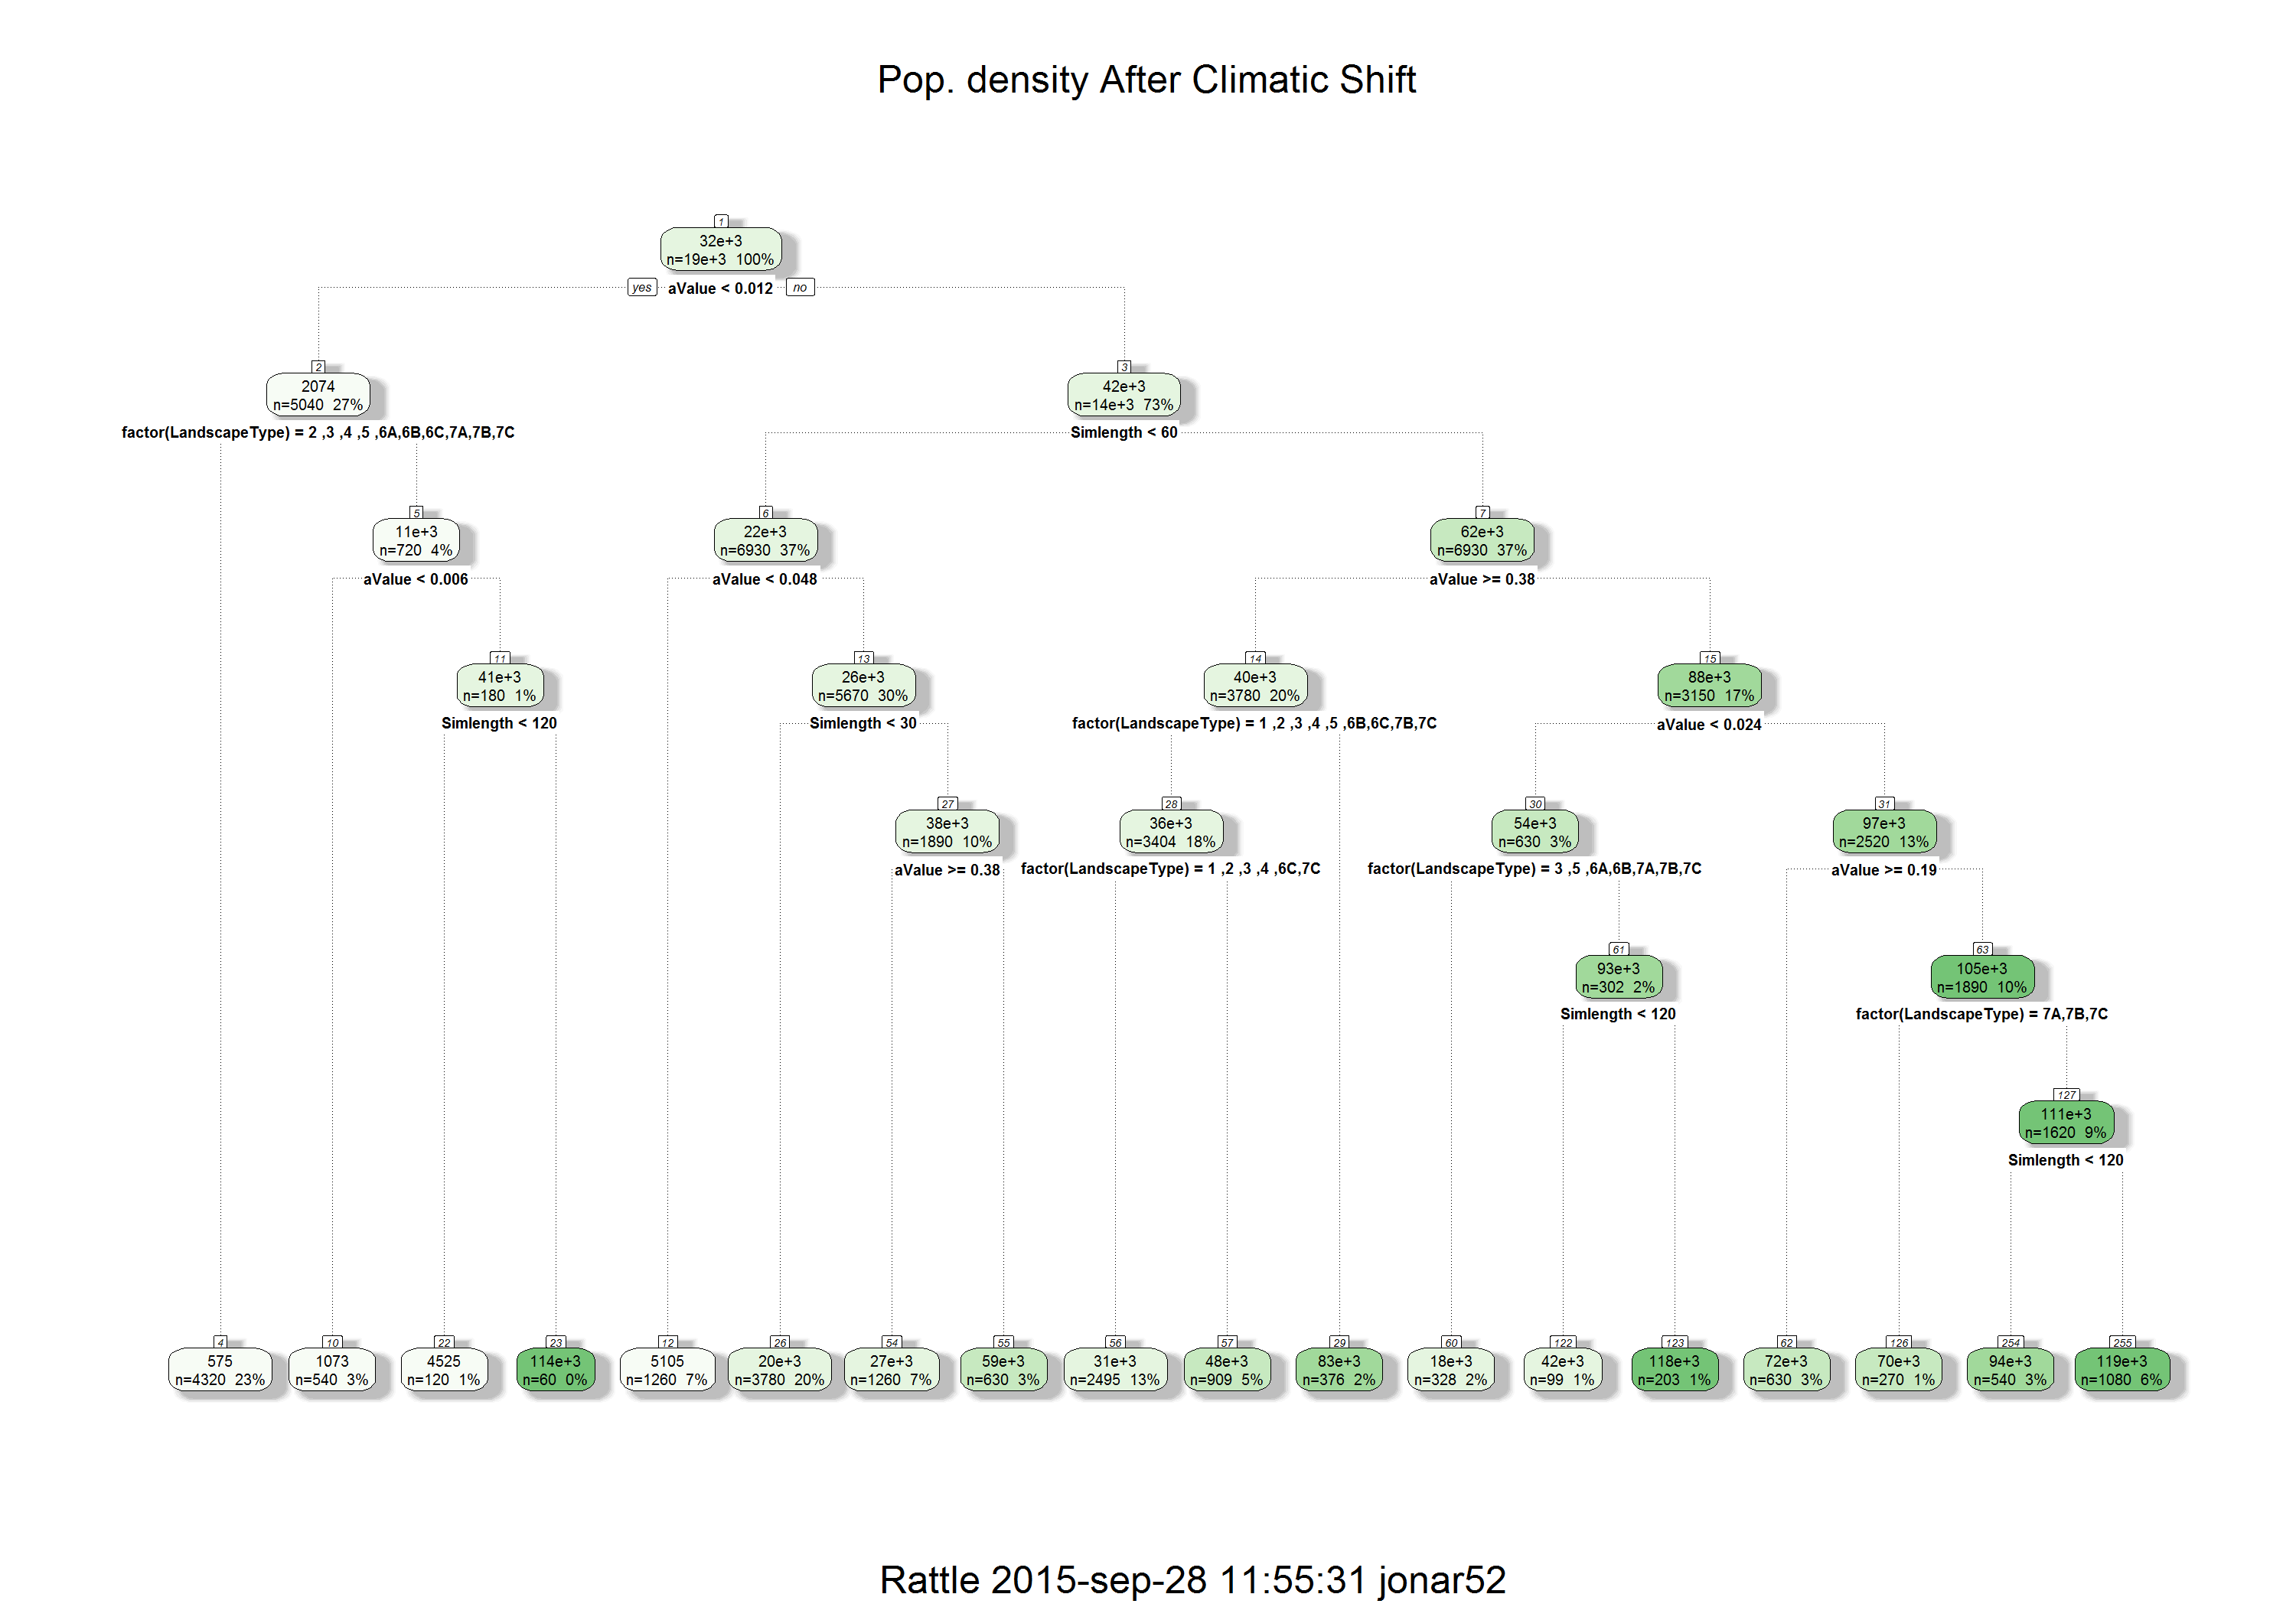 Pop. density After Climatic Shift
1
32e+3
n=19e+3 100%
yes aValue < 0.012 no
2
2074
n=5040 27%
factor(LandscapeType) = 2 ,3 ,4 ,5 ,6A,6B,6C,7A,7B,7C
3
42e+3
n=14e+3 73%
Simlength < 60
5
11e+3
n=720 4%
aValue < 0.006
6
22e+3
n=6930 37%
aValue < 0.048
7
62e+3
n=6930 37%
aValue >= 0.38
11
41e+3
n=180 1%
Simlength < 120
13
26e+3
n=5670 30%
Simlength < 30
14
40e+3
n=3780 20%
factor(LandscapeType) = 1 ,2 ,3 ,4 ,5 ,6B,6C,7B,7C
15
88e+3
n=3150 17%
aValue < 0.024
27
38e+3
n=1890 10%
aValue >= 0.38
28
36e+3
n=3404 18%
factor(LandscapeType) = 1 ,2 ,3 ,4 ,6C,7C
30
54e+3
n=630 3%
factor(LandscapeType) = 3 ,5 ,6A,6B,7A,7B,7C
31
97e+3
n=2520 13%
aValue >= 0.19
61
93e+3
n=302 2%
Simlength < 120
63
105e+3
n=1890 10%
factor(LandscapeType) = 7A,7B,7C
127
111e+3
n=1620 9%
Simlength < 120
4
575
n=4320 23%
10
1073
n=540 3%
22
4525
n=120 1%
23
114e+3
n=60 0%
12
5105
n=1260 7%
26
20e+3
n=3780 20%
54
27e+3
n=1260 7%
55
59e+3
n=630 3%
56
31e+3
n=2495 13%
57
48e+3
n=909 5%
29
83e+3
n=376 2%
60
18e+3
n=328 2%
122
42e+3
n=99 1%
123
118e+3
n=203 1%
62
72e+3
n=630 3%
126
70e+3
n=270 1%
254
94e+3
n=540 3%
255
119e+3
n=1080 6%
Rattle 2015-sep-28 11:55:31 jonar52